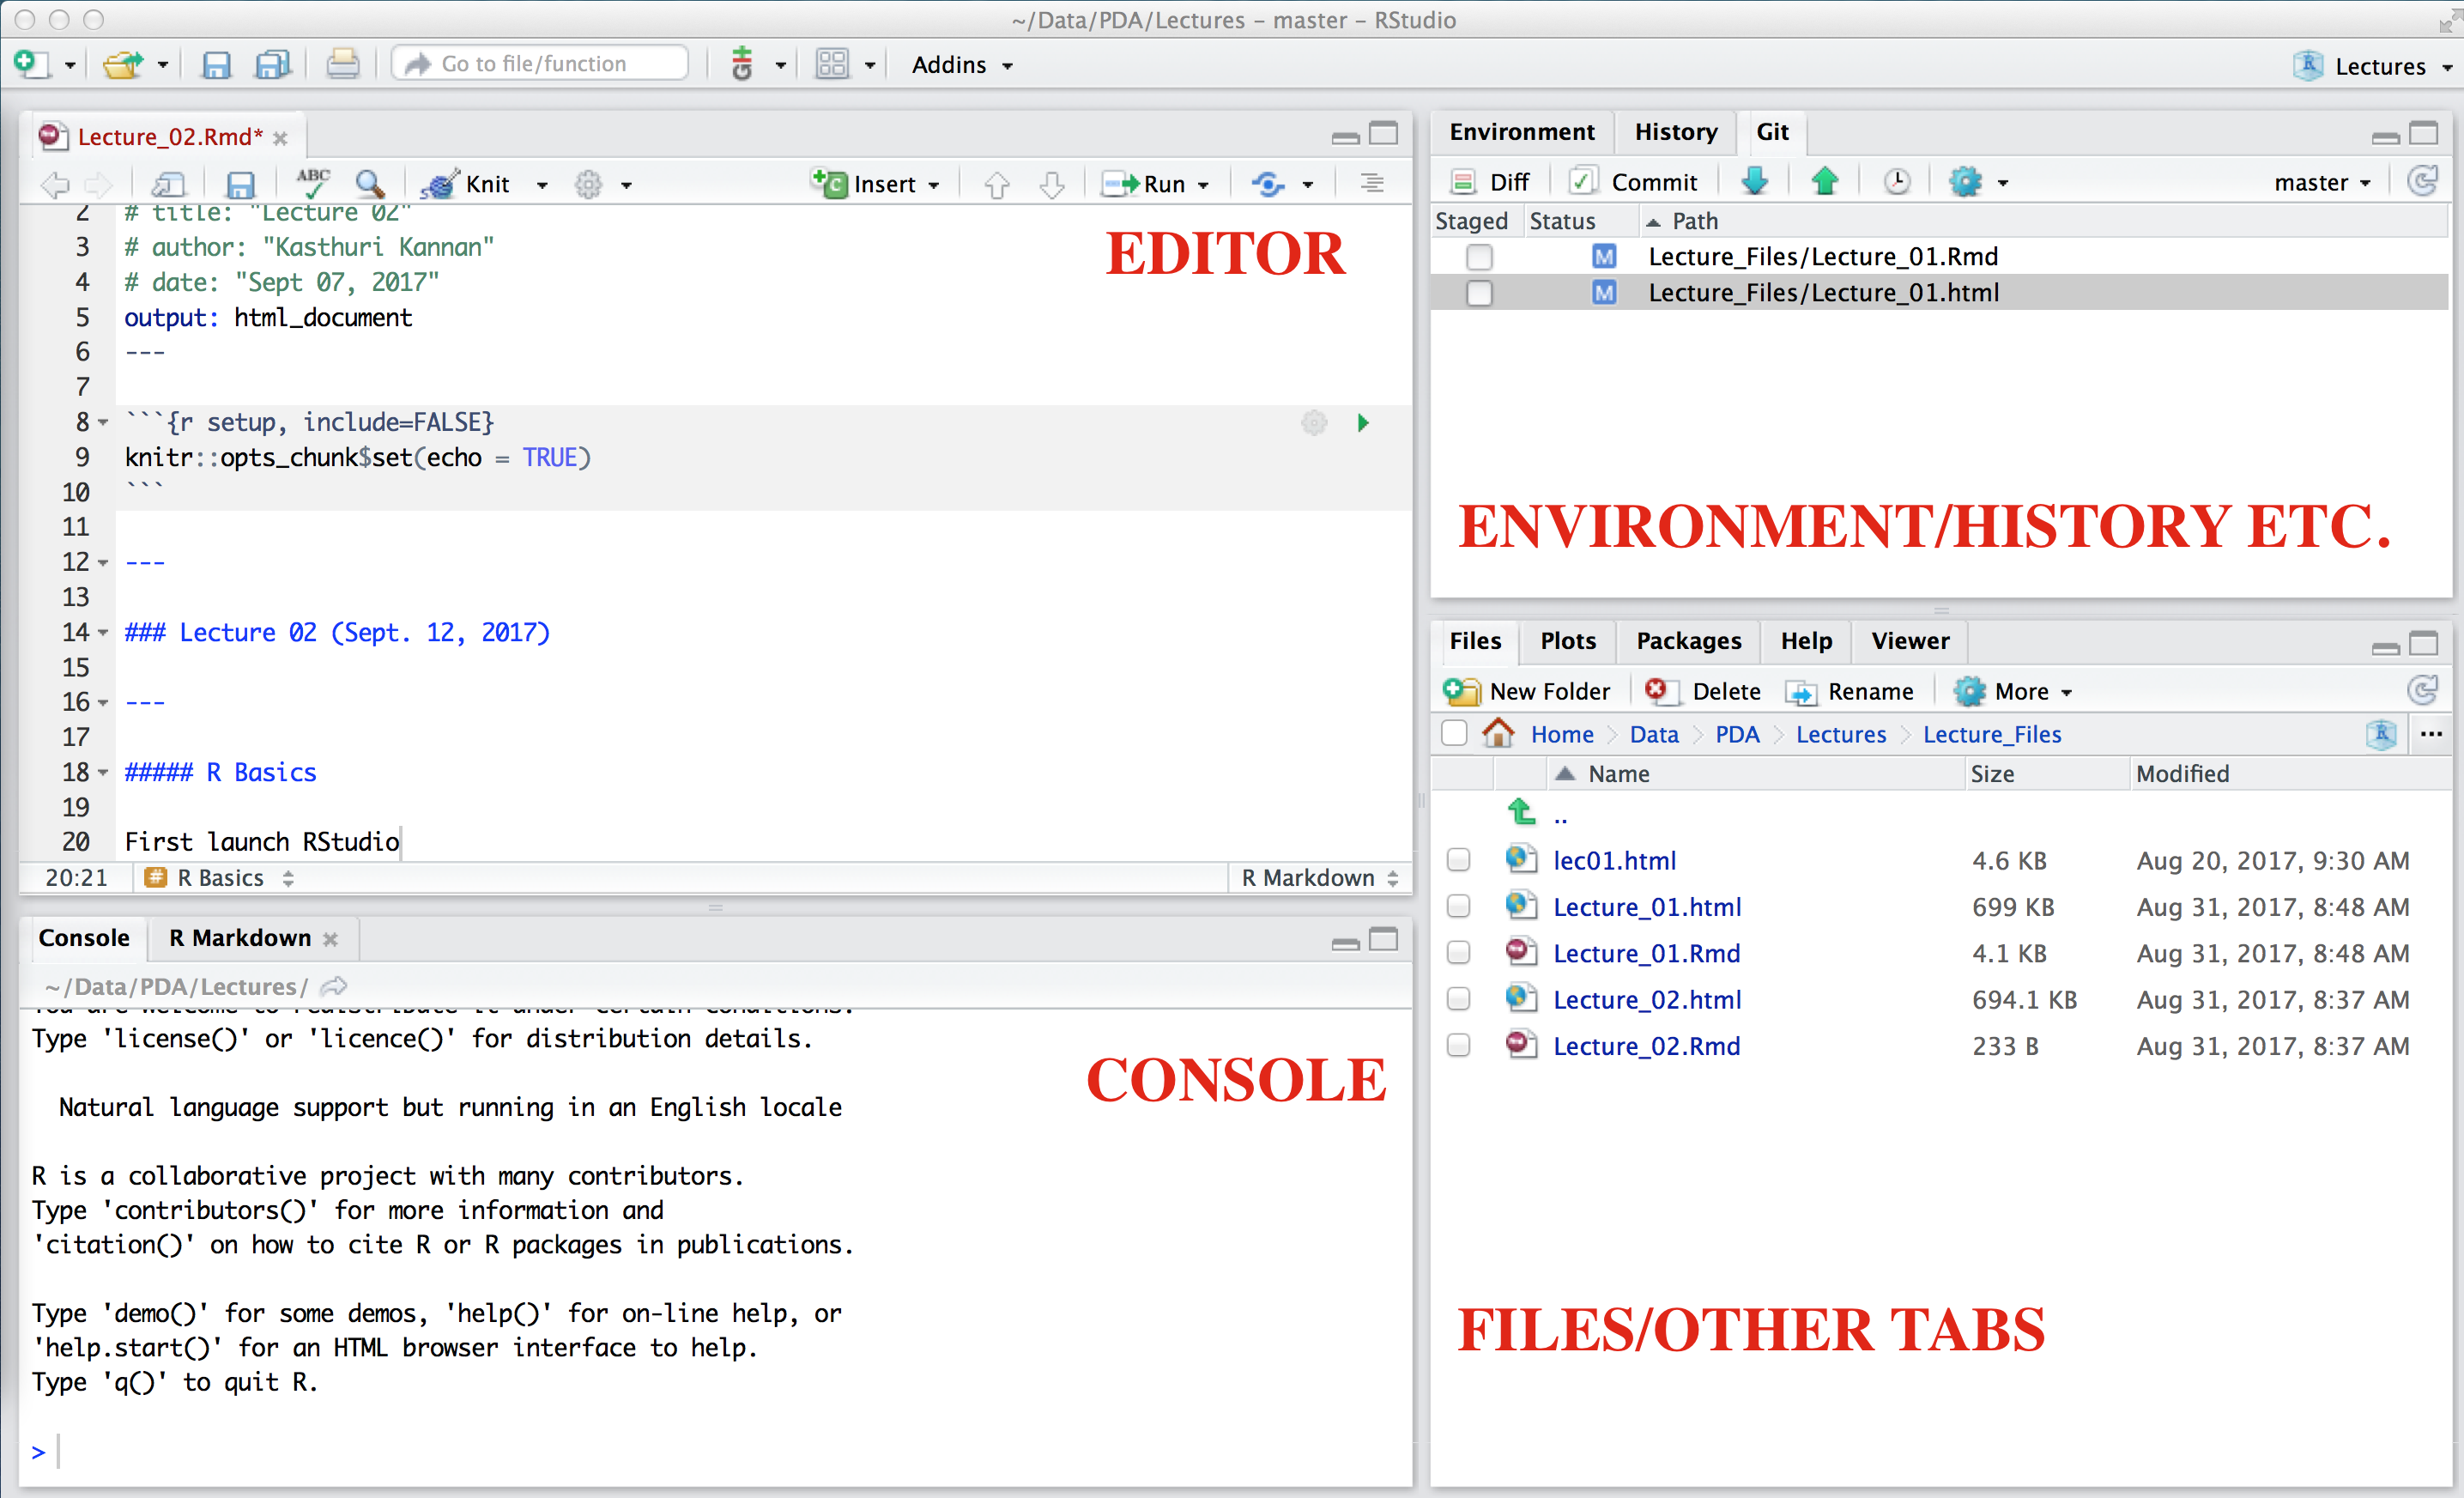 ~/Data/PDA/Lectures - master - RStudio
Go to file/function
Addins
Lectures
Lecture_02.Rmd*
ABC
Knit
Insert
Run
2 # title: "Lecture 02"
3 # author: "Kasthuri Kannan"
4 # date: "Sept 07, 2017"
5 output: html_document
6 ---
7
8 ```{r setup, include=FALSE}
9 knitr::opts_chunk$set(echo = TRUE)
10 ```
11
12 ---
13
14 ### Lecture 02 (Sept. 12, 2017)
15
16 ---
17
18 ##### R Basics
19
20 First launch RStudio
EDITOR
20:21 # R Basics R Markdown
Console R Markdown
~/Data/PDA/Lectures/
You are welcome to redistribute it under certain conditions.
Type 'license()' or 'licence()' for distribution details.
Natural language support but running in an English locale
R is a collaborative project with many contributors.
Type 'contributors()' for more information and
'citation()' on how to cite R or R packages in publications.
Type 'demo()' for some demos, 'help()' for on-line help, or
'help.start()' for an HTML browser interface to help.
Type 'q()' to quit R.
>
CONSOLE
Environment History Git
Diff Commit master
Staged Status Path
M Lecture_Files/Lecture_01.Rmd
M Lecture_Files/Lecture_01.html
ENVIRONMENT/HISTORY ETC.
Files Plots Packages Help Viewer
New Folder Delete Rename More
Home Data PDA Lectures Lecture_Files R ...
Name Size Modified
..
lec01.html 4.6 KB Aug 20, 2017, 9:30 AM
Lecture_01.html 699 KB Aug 31, 2017, 8:48 AM
Lecture_01.Rmd 4.1 KB Aug 31, 2017, 8:48 AM
Lecture_02.html 694.1 KB Aug 31, 2017, 8:37 AM
Lecture_02.Rmd 233 B Aug 31, 2017, 8:37 AM
FILES/OTHER TABS